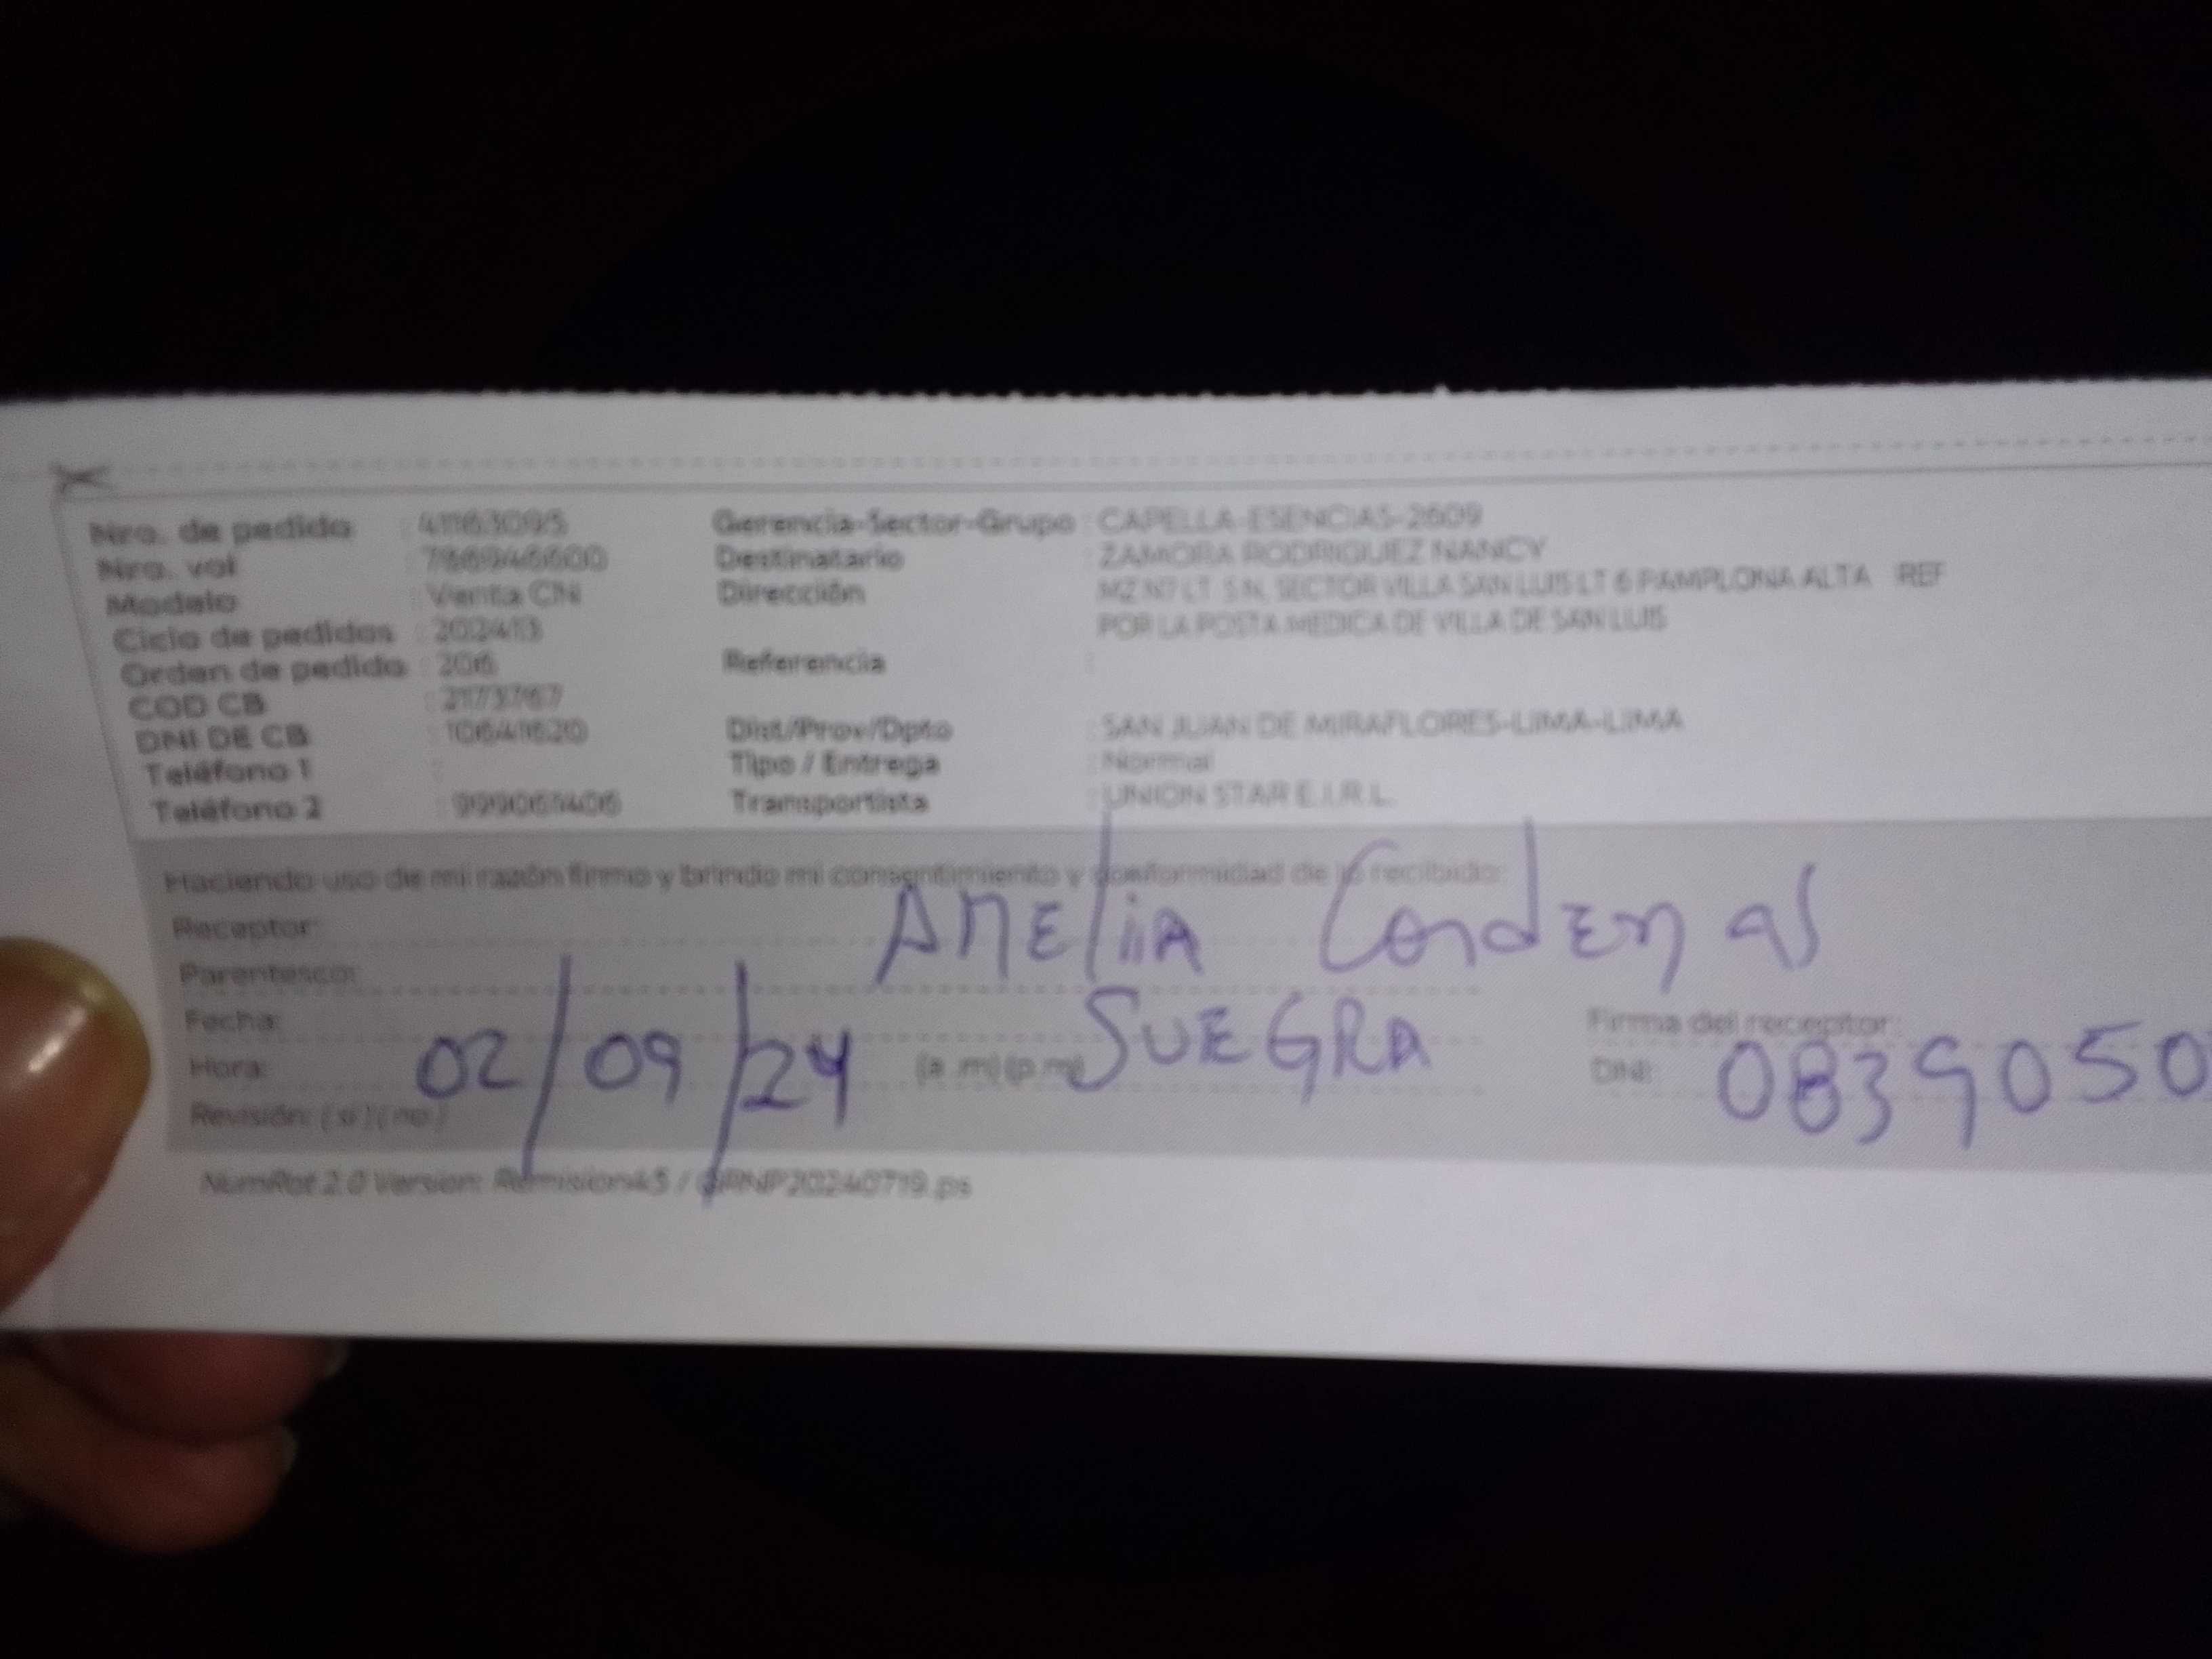 Nro. de pedido : 41163095 Gerencia-Sector-Grupo : CAPELLA-ESENCIAS-2609
Nro. vol : 7869466600 Destinatario : ZAMORA RODRIGUEZ NANCY
Modelo : Venta CN Dirección : MZ N7 LT S.N. SECTOR VILLA SAN LUIS LT 6 PAMPLONA ALTA REF
Ciclo de pedidos : 202413 POR LA POSTA MEDICA DE VILLA DE SAN LUIS
Orden de pedido : 206 Referencia :
COD CB : 2173767
DNI DE CB : 10641620 Dist/Prov/Dpto : SAN JUAN DE MIRAFLORES-LIMA-LIMA
Teléfono 1 : Tipo / Entrega : Normal
Teléfono 2 : 999061406 Transportista : UNION STAR E.I.R.L.
Haciendo uso de mi razón firmo y brindo mi consentimiento y conformidad de lo recibido:
Receptor: AMEliA CardEnas
Parentesco: SUEGRA
Fecha: 02/09/24 Firma del receptor:
Hora: (a .m) (p.m) DNI: 0839050
Revisión: ( si ) ( no )
NumRot 2.0 Version: Remision4.5 / GRNP20240719.ps